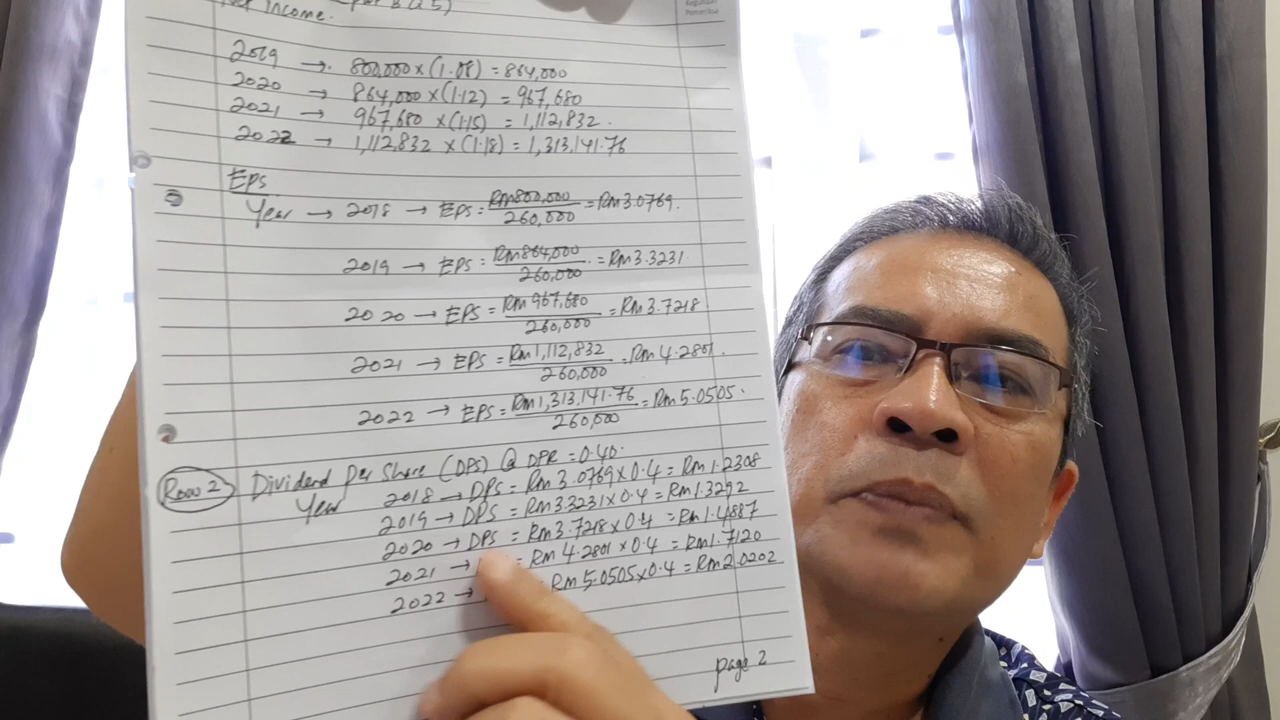 Net Income.
2019 → 800,000 x (1.08) = 864,000
2020 → 864,000 x (1.12) = 967,680
2021 → 967,680 x (1.15) = 1,112,832.
2022 → 1,112,832 x (1.18) = 1,313,141.76
EPS
Year → 2018 → EPS = RM800,000 / 260,000 = RM3.0769.
2019 → EPS = RM864,000 / 260,000 = RM3.3231.
2020 → EPS = RM967,680 / 260,000 = RM3.7218.
2021 → EPS = RM1,112,832 / 260,000 = RM4.2801.
2022 → EPS = RM1,313,141.76 / 260,000 = RM5.0505.
Row 2 Dividend Per Share (DPS) @ DPR = 0.40.
Year 2018 → DPS = RM3.0769 x 0.4 = RM1.2308
2019 → DPS = RM3.3231 x 0.4 = RM1.3292
2020 → DPS = RM3.7218 x 0.4 = RM1.4887
2021 → = RM4.2801 x 0.4 = RM1.7120
2022 → = RM5.0505 x 0.4 = RM2.0202
page 2